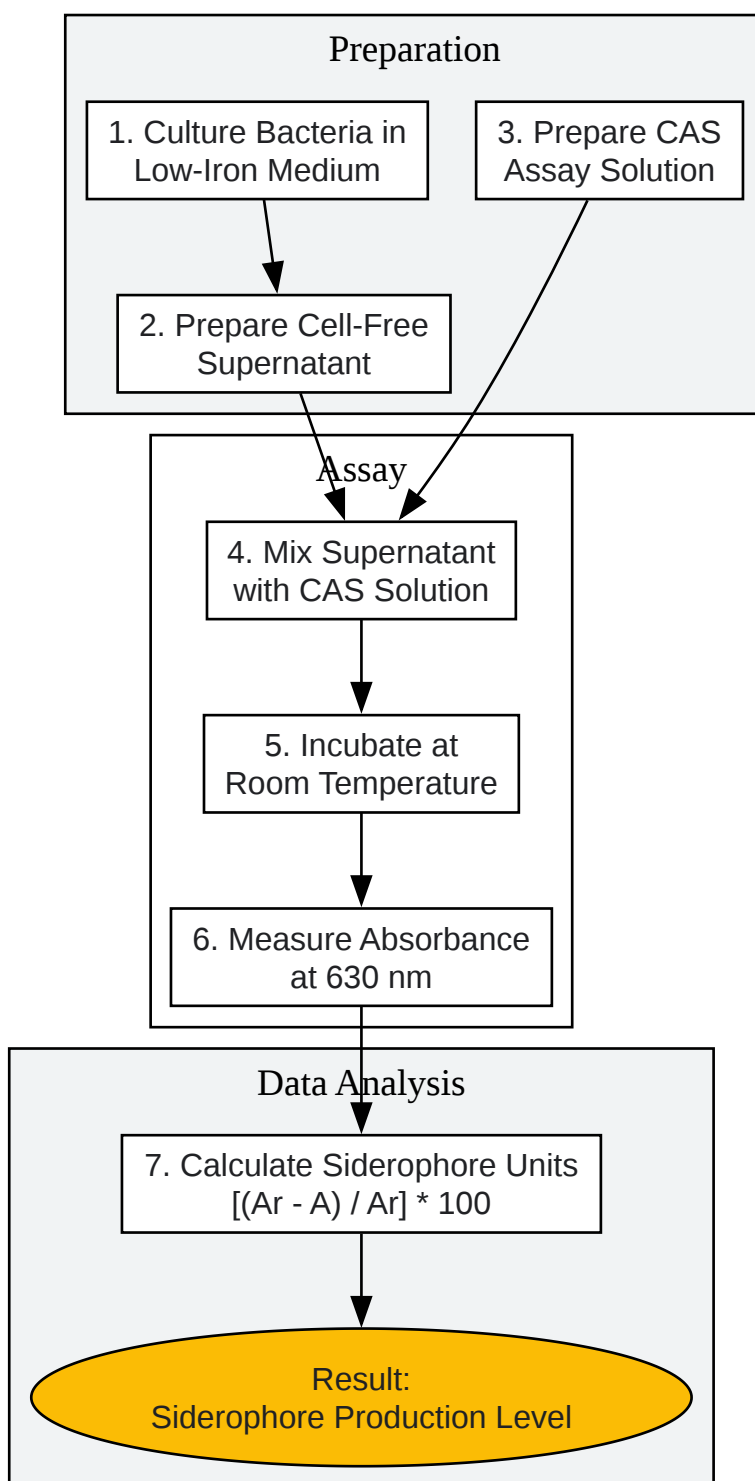 Preparation
1. Culture Bacteria in
Low-Iron Medium
3. Prepare CAS
Assay Solution
2. Prepare Cell-Free
Supernatant
Assay
4. Mix Supernatant
with CAS Solution
5. Incubate at
Room Temperature
6. Measure Absorbance
at 630 nm
Data Analysis
7. Calculate Siderophore Units
[(Ar - A) / Ar] * 100
Result:
Siderophore Production Level